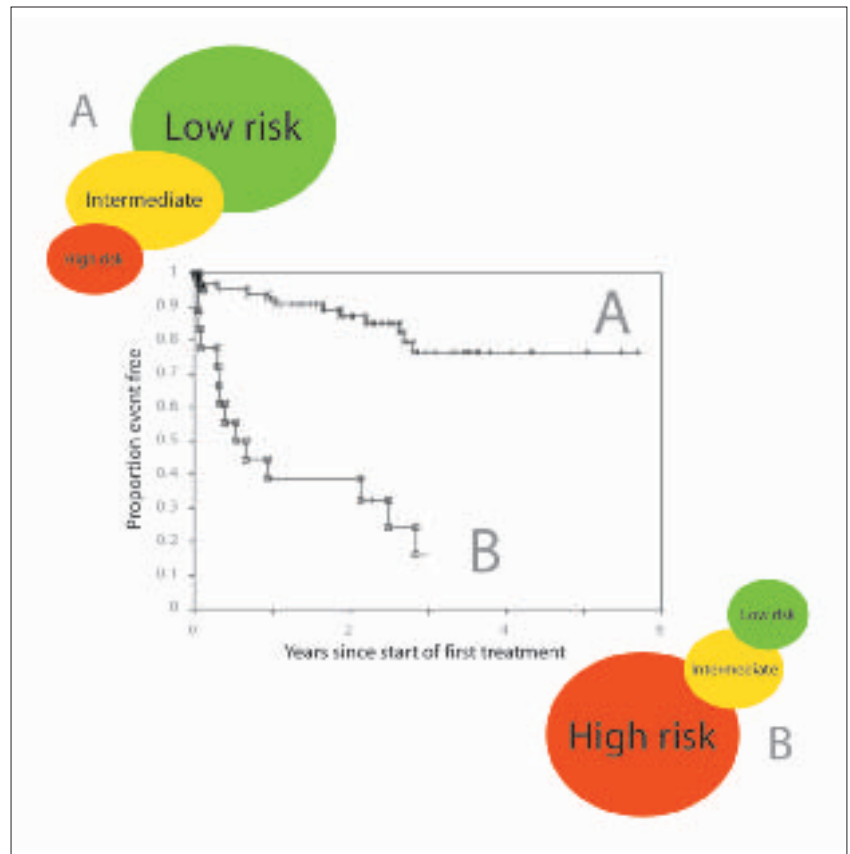 A
Low risk
Intermediate
High risk
1
0.9
0.8
0.7
0.6
0.5
0.4
0.3
0.2
0.1
0
Proportion event free
A
B
0
2
4
6
Years since start of first treatment
Low risk
Intermediate
High risk
B